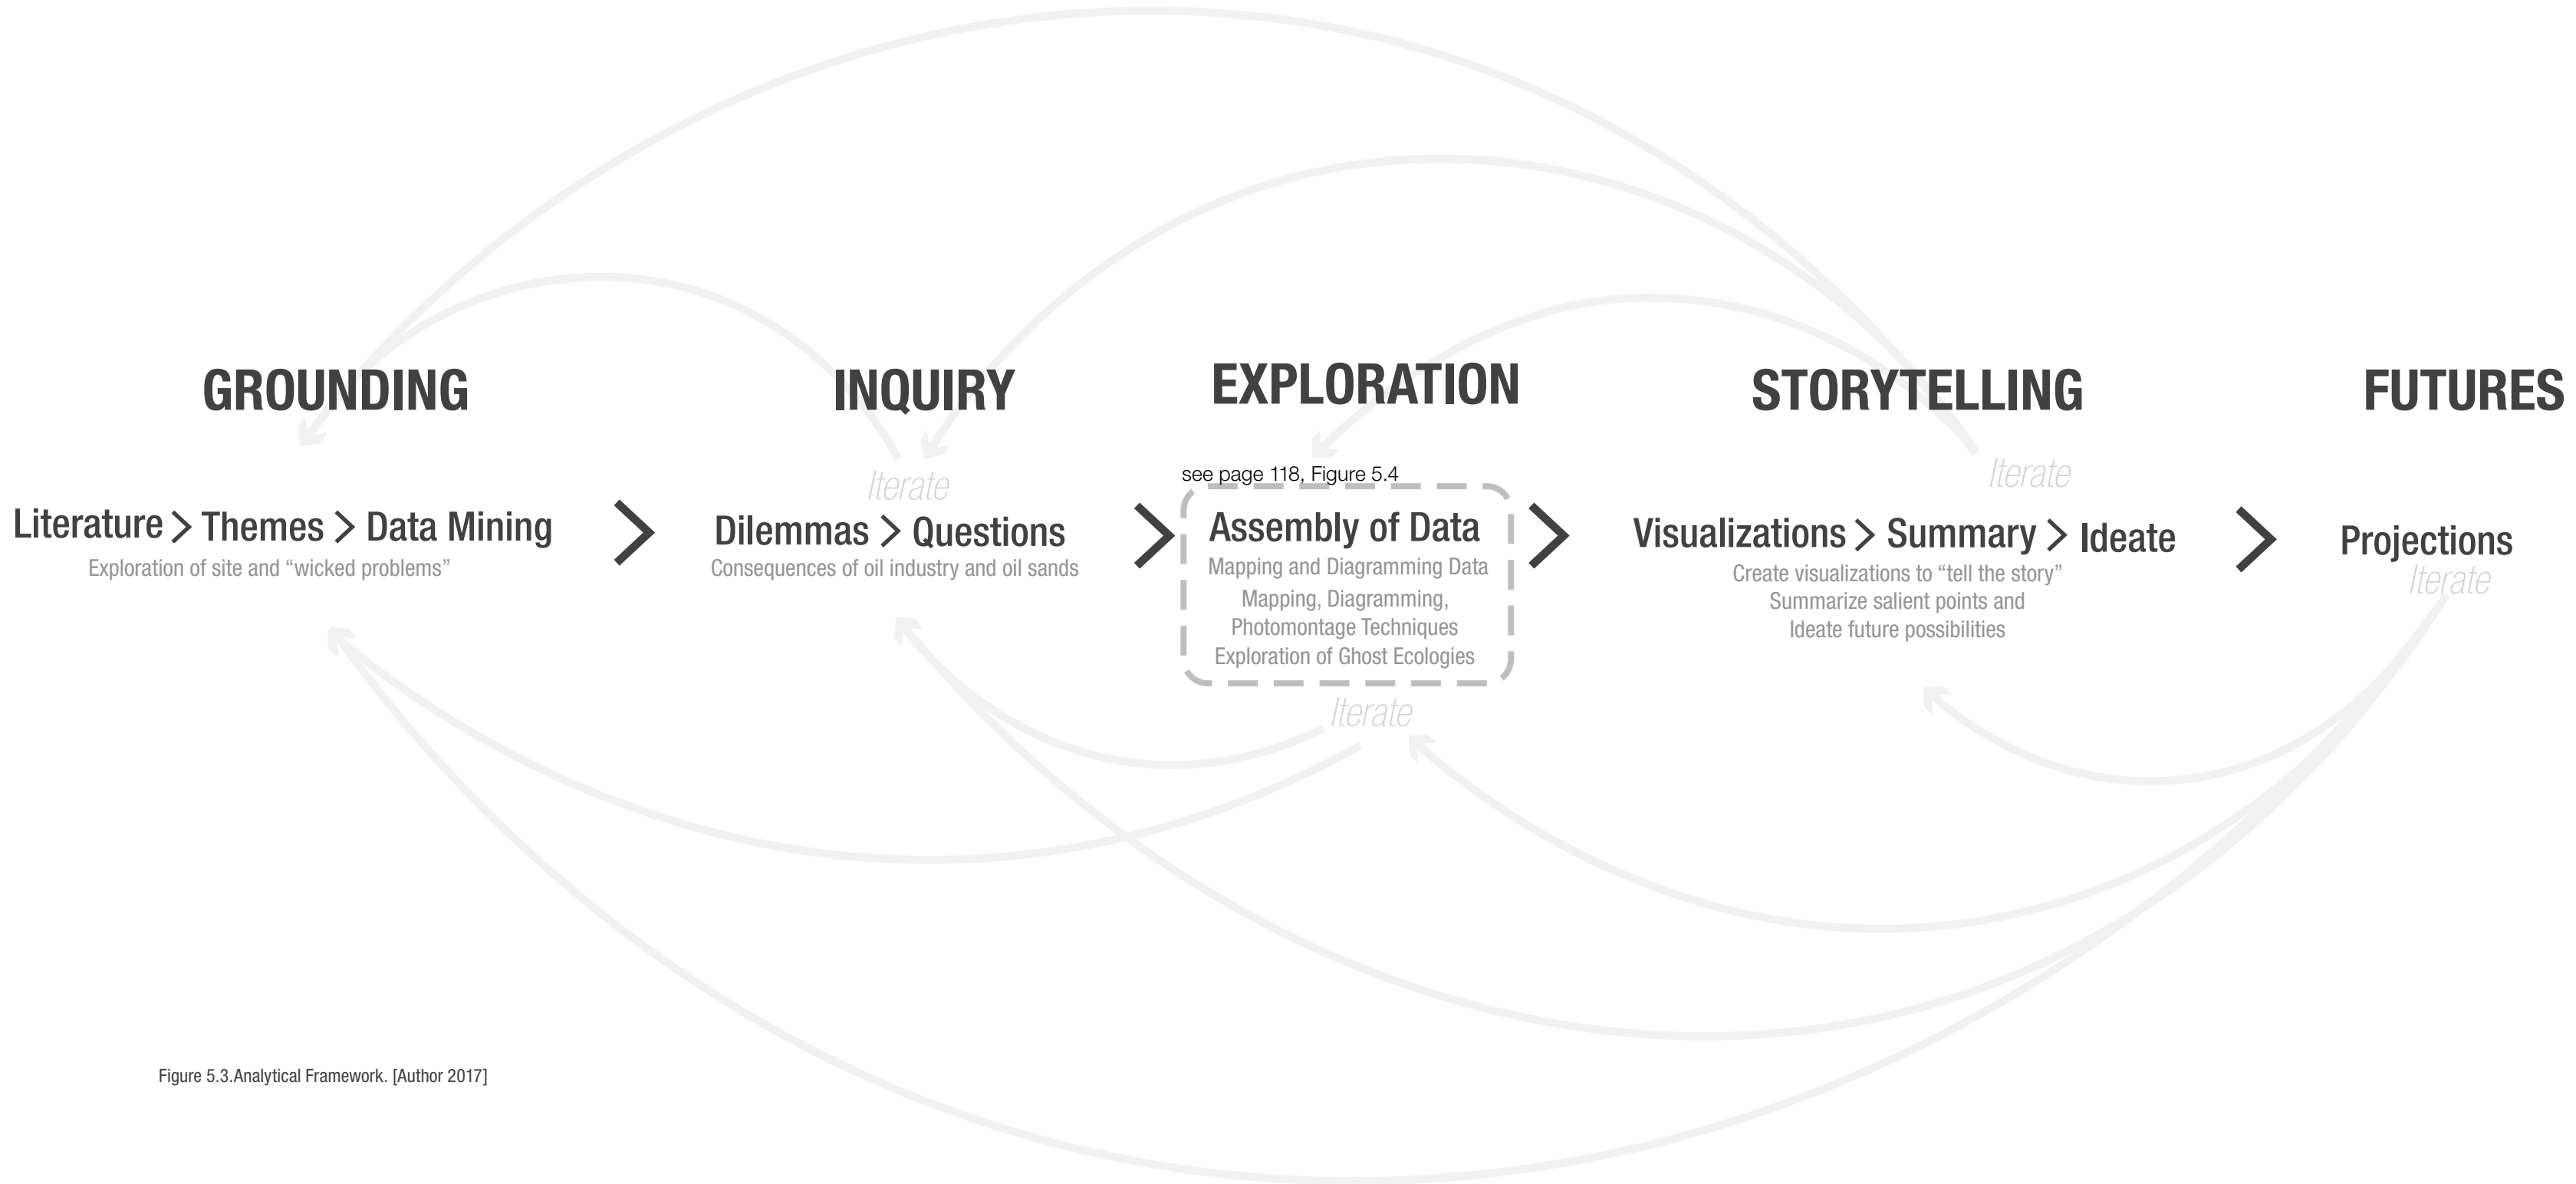 GROUNDING
Literature > Themes > Data Mining
Exploration of site and “wicked problems”
INQUIRY
Iterate
Dilemmas > Questions
Consequences of oil industry and oil sands
EXPLORATION
see page 118, Figure 5.4
Assembly of Data
Mapping and Diagramming Data
Mapping, Diagramming,
Photomontage Techniques
Exploration of Ghost Ecologies
Iterate
STORYTELLING
Iterate
Visualizations > Summary > Ideate
Create visualizations to “tell the story”
Summarize salient points and
Ideate future possibilities
FUTURES
Projections
Iterate
Figure 5.3.Analytical Framework. [Author 2017]